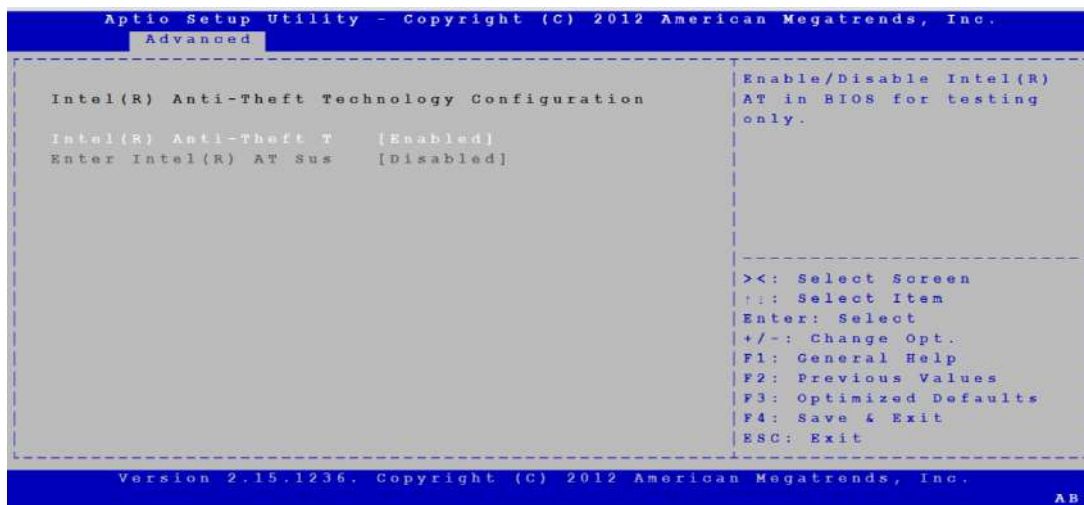 Aptio Setup Utility - Copyright (C) 2012 American Megatrends, Inc.
Advanced
Intel(R) Anti-Theft Technology Configuration
Intel(R) Anti-Theft T [Enabled]
Enter Intel(R) AT Sus [Disabled]
Enable/Disable Intel(R)
AT in BIOS for testing
only.
><: Select Screen
↑↓: Select Item
Enter: Select
+/-: Change Opt.
F1: General Help
F2: Previous Values
F3: Optimized Defaults
F4: Save & Exit
ESC: Exit
Version 2.15.1236. Copyright (C) 2012 American Megatrends, Inc.
AB